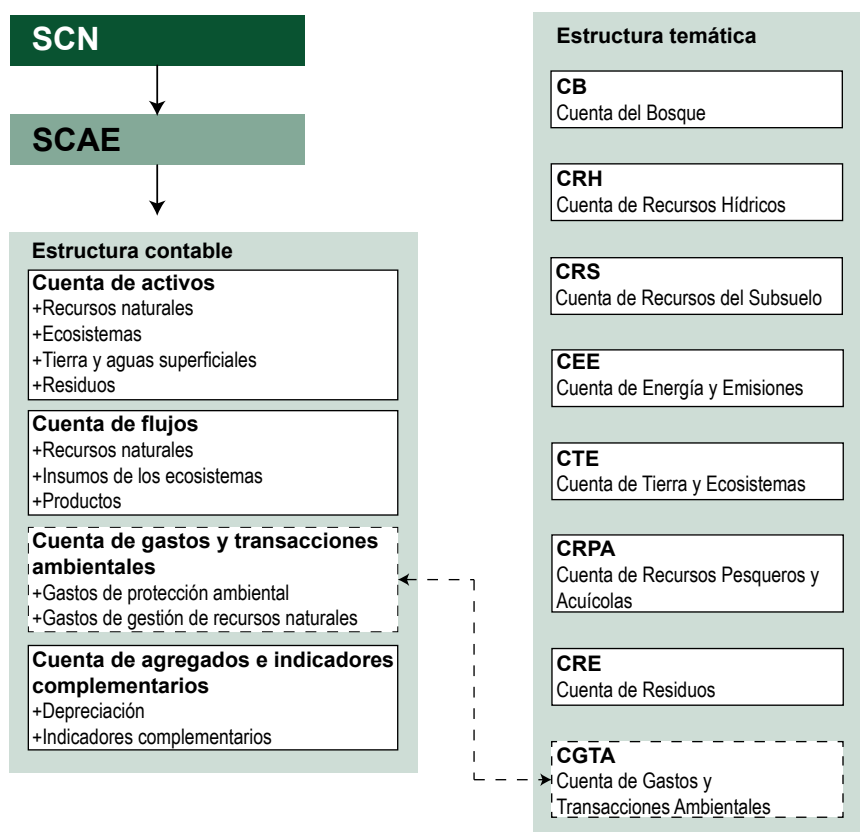 SCN
SCAE
Estructura contable
Cuenta de activos
+Recursos naturales
+Ecosistemas
+Tierra y aguas superficiales
+Residuos
Cuenta de flujos
+Recursos naturales
+Insumos de los ecosistemas
+Productos
Cuenta de gastos y transacciones
ambientales
+Gastos de protección ambiental
+Gastos de gestión de recursos naturales
Cuenta de agregados e indicadores
complementarios
+Depreciación
+Indicadores complementarios
Estructura temática
CB
Cuenta del Bosque
CRH
Cuenta de Recursos Hídricos
CRS
Cuenta de Recursos del Subsuelo
CEE
Cuenta de Energía y Emisiones
CTE
Cuenta de Tierra y Ecosistemas
CRPA
Cuenta de Recursos Pesqueros y
Acuícolas
CRE
Cuenta de Residuos
CGTA
Cuenta de Gastos y
Transacciones Ambientales